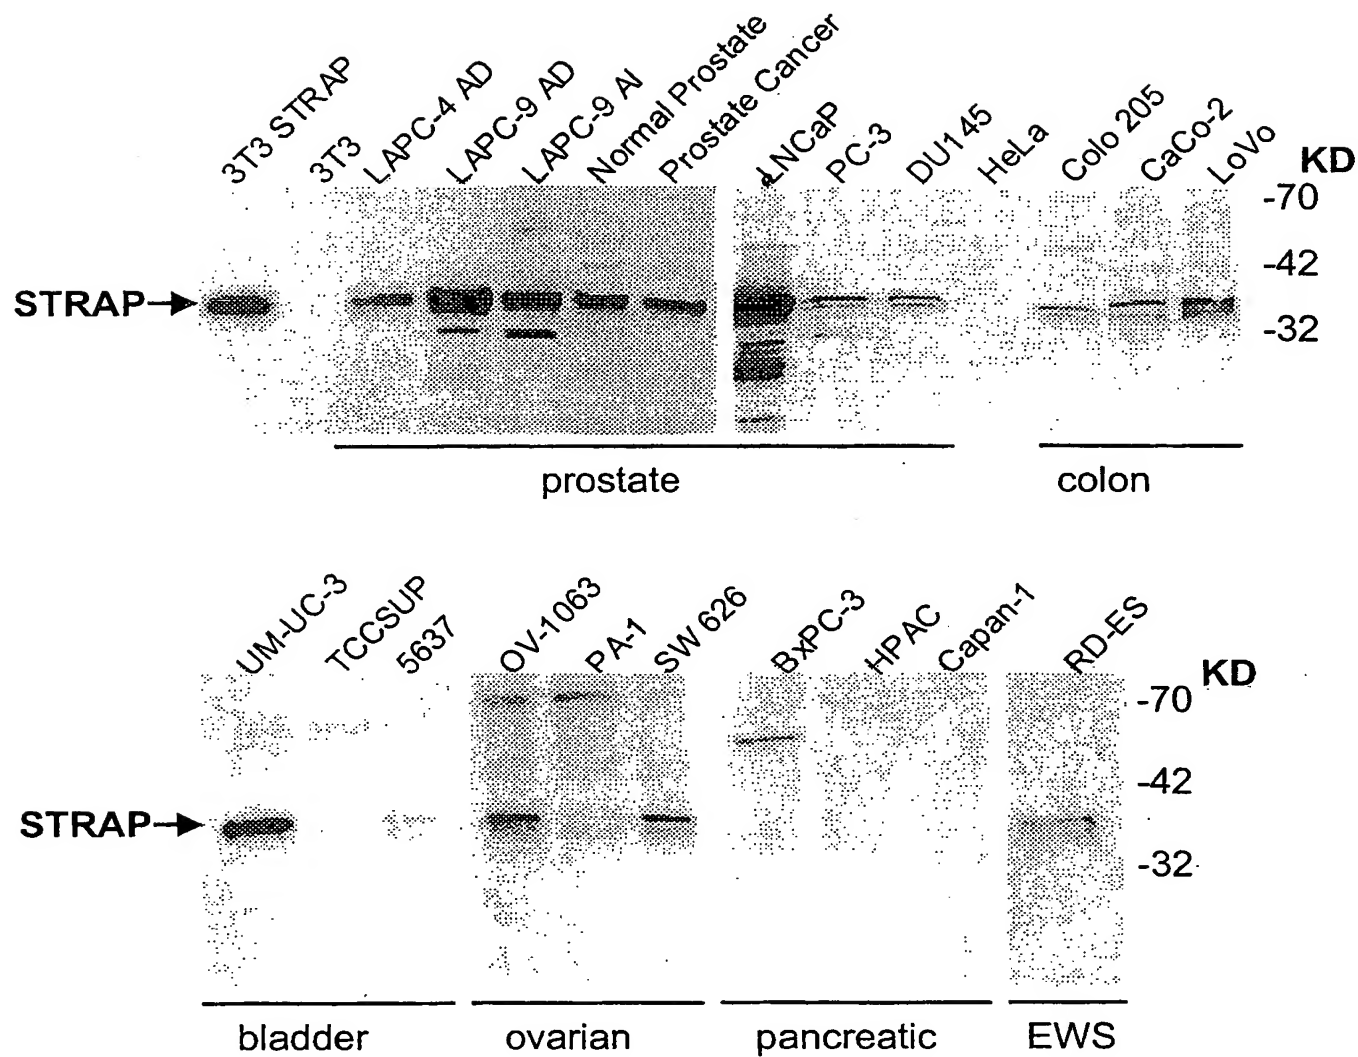 3T3 STRAP 3T3 LAPC-4 AD LAPC-9 AD LAPC-9 AI Normal Prostate Prostate Cancer LNCaP PC-3 DU145 HeLa Colo 205 CaCo-2 LoVo KD
-70
-42
STRAP
-32
prostate colon
UM-UC-3 TCCSUP 5637 OV-1063 PA-1 SW 626 BxPC-3 HPAC Capan-1 RD-ES KD
-70
-42
STRAP
-32
bladder ovarian pancreatic EWS